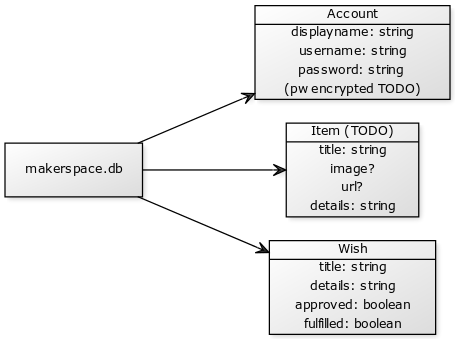 makerspace.db
Account
displayname: string
username: string
password: string
(pw encrypted TODO)
Item (TODO)
title: string
image?
url?
details: string
Wish
title: string
details: string
approved: boolean
fulfilled: boolean